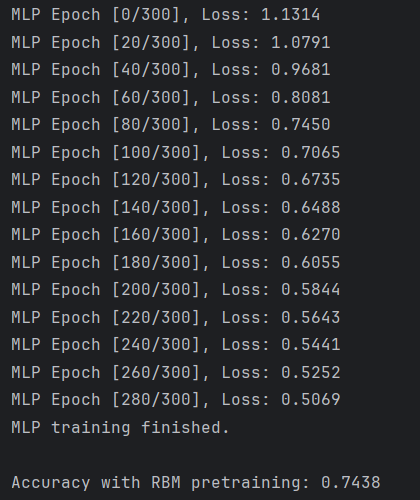 MLP Epoch [0/300], Loss: 1.1314
MLP Epoch [20/300], Loss: 1.0791
MLP Epoch [40/300], Loss: 0.9681
MLP Epoch [60/300], Loss: 0.8081
MLP Epoch [80/300], Loss: 0.7450
MLP Epoch [100/300], Loss: 0.7065
MLP Epoch [120/300], Loss: 0.6735
MLP Epoch [140/300], Loss: 0.6488
MLP Epoch [160/300], Loss: 0.6270
MLP Epoch [180/300], Loss: 0.6055
MLP Epoch [200/300], Loss: 0.5844
MLP Epoch [220/300], Loss: 0.5643
MLP Epoch [240/300], Loss: 0.5441
MLP Epoch [260/300], Loss: 0.5252
MLP Epoch [280/300], Loss: 0.5069
MLP training finished.
Accuracy with RBM pretraining: 0.7438